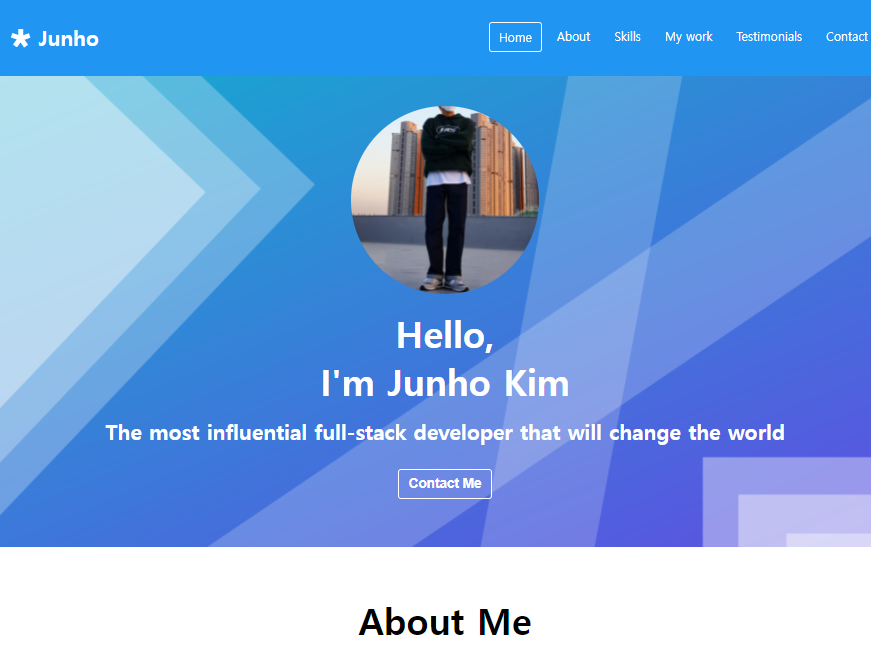 Junho
Home About Skills My work Testimonials Contact
Hello,
I'm Junho Kim
The most influential full-stack developer that will change the world
Contact Me
About Me